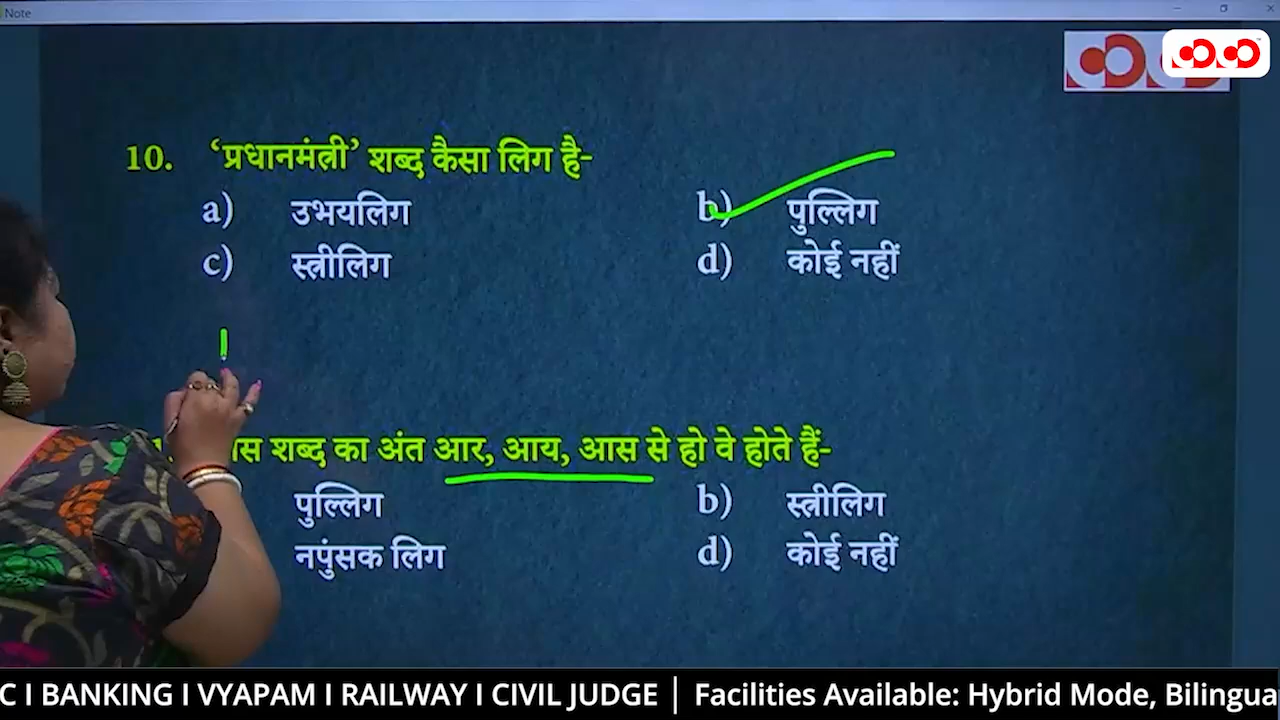 Note
10. ‘प्रधानमंत्री’ शब्द कैसा लिग है-
a) उभयलिग b) पुल्लिग
c) स्त्रीलिग d) कोई नहीं
शब्द का अंत आर, आय, आस से हो वे होते हैं-
पुल्लिग b) स्त्रीलिग
नपुंसक लिग d) कोई नहीं
C I BANKING I VYAPAM I RAILWAY I CIVIL JUDGE | Facilities Available: Hybrid Mode, Bilingua